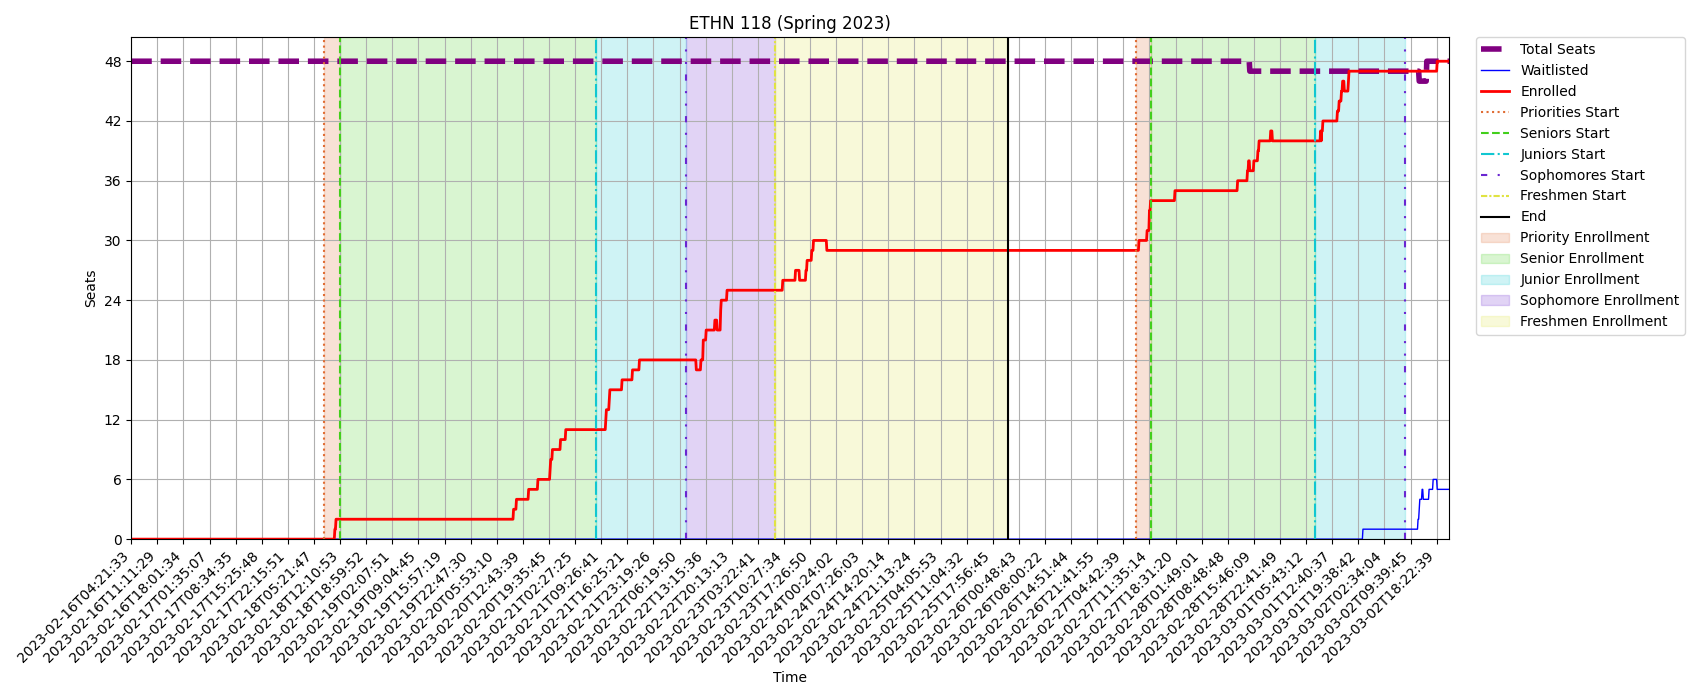 ETHN 118 (Spring 2023)
Seats
48
42
36
30
24
18
12
6
0
2023-02-16T04:21:33
2023-02-16T11:11:29
2023-02-16T18:01:34
2023-02-17T01:35:07
2023-02-17T08:34:35
2023-02-17T15:25:48
2023-02-17T22:15:51
2023-02-18T05:21:47
2023-02-18T12:10:53
2023-02-18T18:59:52
2023-02-19T02:07:51
2023-02-19T09:04:45
2023-02-19T15:57:19
2023-02-19T22:47:30
2023-02-20T05:53:10
2023-02-20T12:43:39
2023-02-20T19:35:45
2023-02-21T02:27:25
2023-02-21T09:26:41
2023-02-21T16:25:21
2023-02-21T23:19:26
2023-02-22T06:19:50
2023-02-22T13:15:36
2023-02-22T20:13:13
2023-02-23T03:22:41
2023-02-23T10:27:34
2023-02-23T17:26:50
2023-02-24T00:24:02
2023-02-24T07:26:03
2023-02-24T14:20:14
2023-02-24T21:13:24
2023-02-25T04:05:53
2023-02-25T11:04:32
2023-02-25T17:56:45
2023-02-26T00:48:43
2023-02-26T08:00:22
2023-02-26T14:51:44
2023-02-26T21:41:55
2023-02-27T04:42:39
2023-02-27T11:35:14
2023-02-27T18:31:20
2023-02-28T01:49:01
2023-02-28T08:48:48
2023-02-28T15:46:09
2023-02-28T22:41:49
2023-03-01T05:43:12
2023-03-01T12:40:37
2023-03-01T19:38:42
2023-03-02T02:34:04
2023-03-02T09:39:45
2023-03-02T18:22:39
Time
Total Seats
Waitlisted
Enrolled
Priorities Start
Seniors Start
Juniors Start
Sophomores Start
Freshmen Start
End
Priority Enrollment
Senior Enrollment
Junior Enrollment
Sophomore Enrollment
Freshmen Enrollment